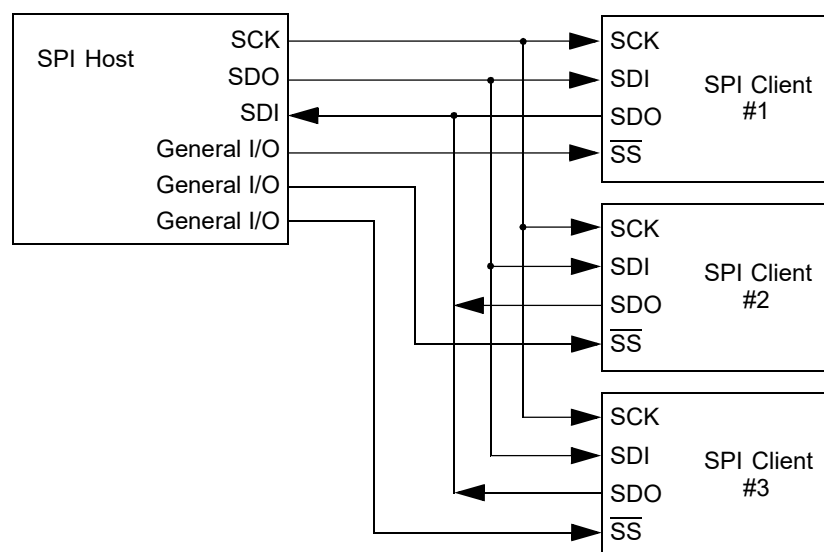 SPI Host
SCK
SDO
SDI
General I/O
General I/O
General I/O
SCK
SDI
SDO
SS
SPI Client
#1
SCK
SDI
SDO
SS
SPI Client
#2
SCK
SDI
SDO
SS
SPI Client
#3